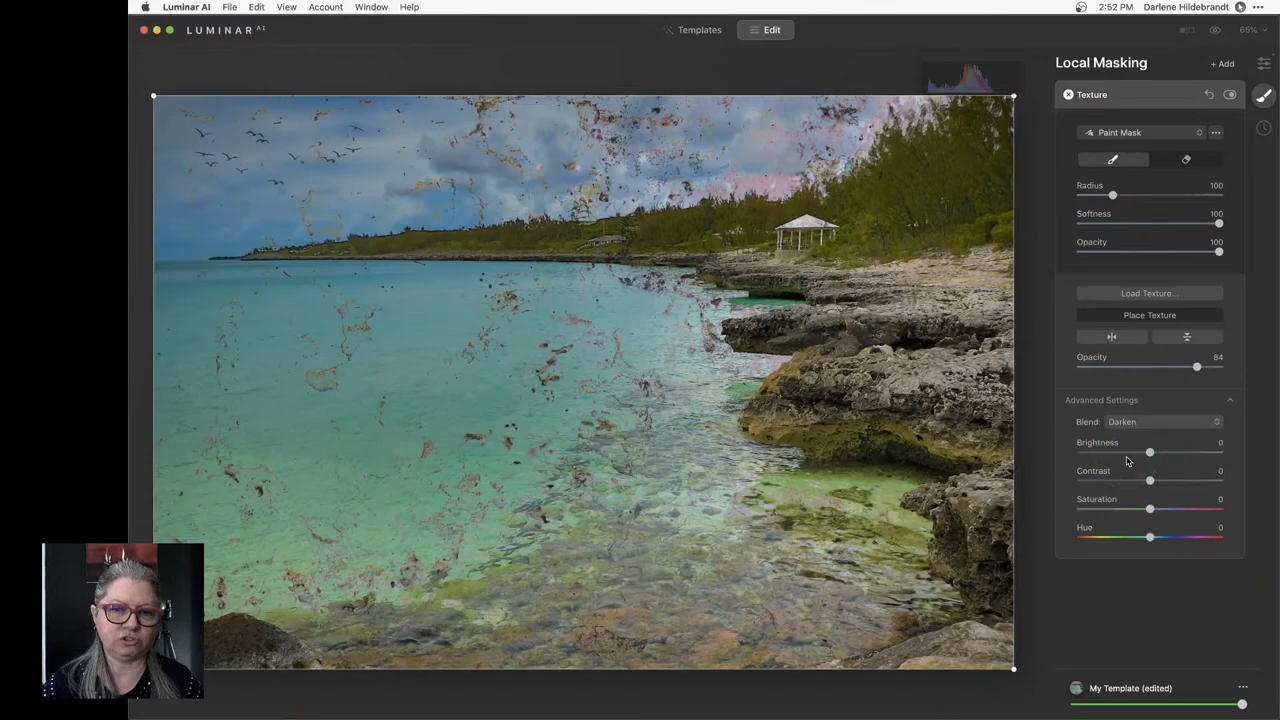 Luminar AI File Edit View Account Window Help 2:52 PM Darlene Hildebrandt
LUMINAR AI Templates Edit 65%
Local Masking + Add
Texture
Paint Mask
Radius 100
Softness 100
Opacity 100
Load Texture...
Place Texture
Opacity 84
Advanced Settings
Blend: Darken
Brightness 0
Contrast 0
Saturation 0
Hue 0
My Template (edited)